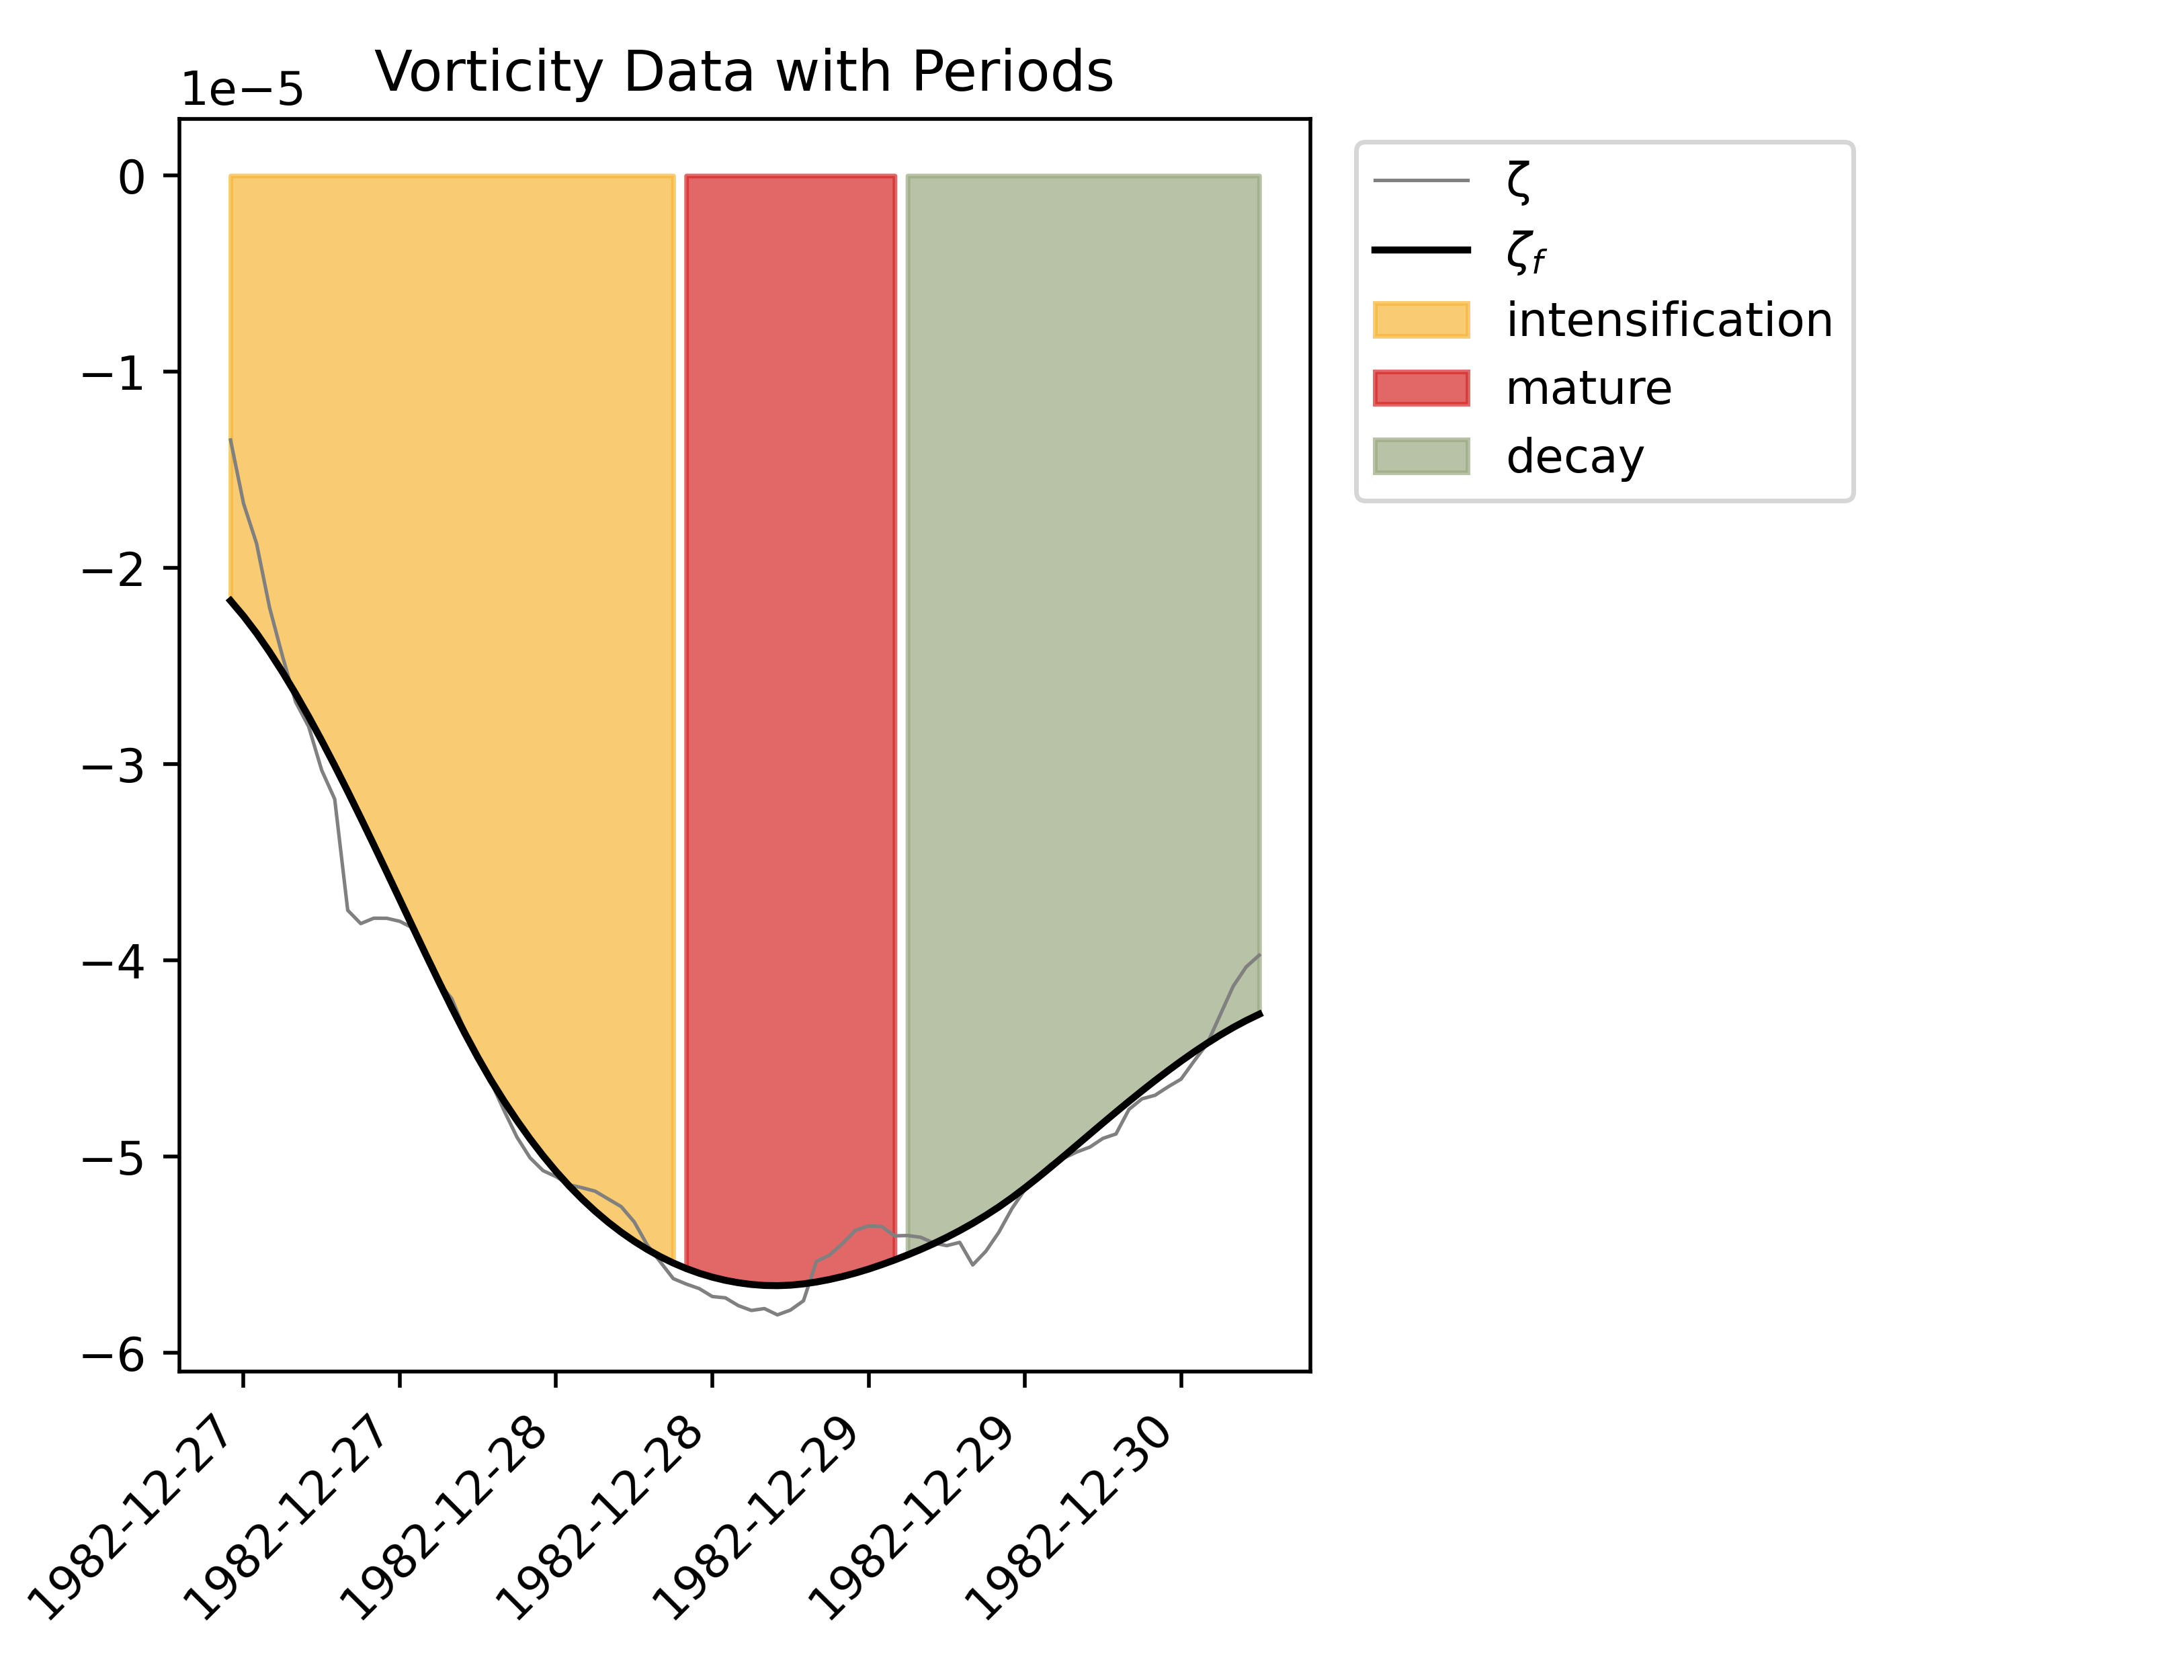 Vorticity Data with Periods
1e−5
0
−1
−2
−3
−4
−5
−6
1982-12-27
1982-12-27
1982-12-28
1982-12-28
1982-12-29
1982-12-29
1982-12-30
ζ
ζf
intensification
mature
decay